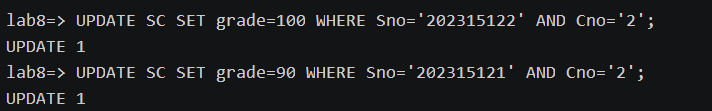 lab8=> UPDATE SC SET grade=100 WHERE Sno='202315122' AND Cno='2';
UPDATE 1
lab8=> UPDATE SC SET grade=90 WHERE Sno='202315121' AND Cno='2';
UPDATE 1